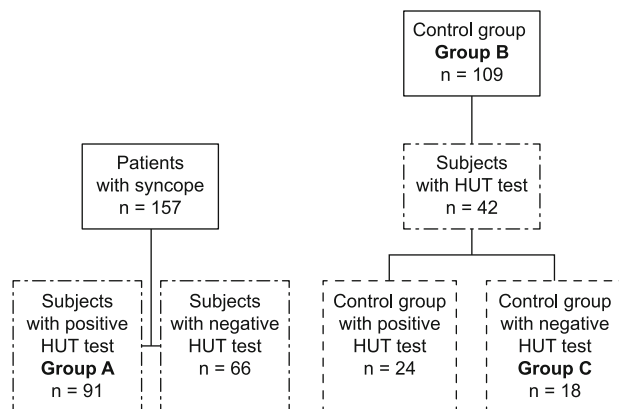 Control group
Group B
n = 109
Patients
with syncope
n = 157
Subjects
with HUT test
n = 42
Subjects
with positive
HUT test
Group A
n = 91
Subjects
with negative
HUT test
n = 66
Control group
with positive
HUT test
n = 24
Control group
with negative
HUT test
Group C
n = 18